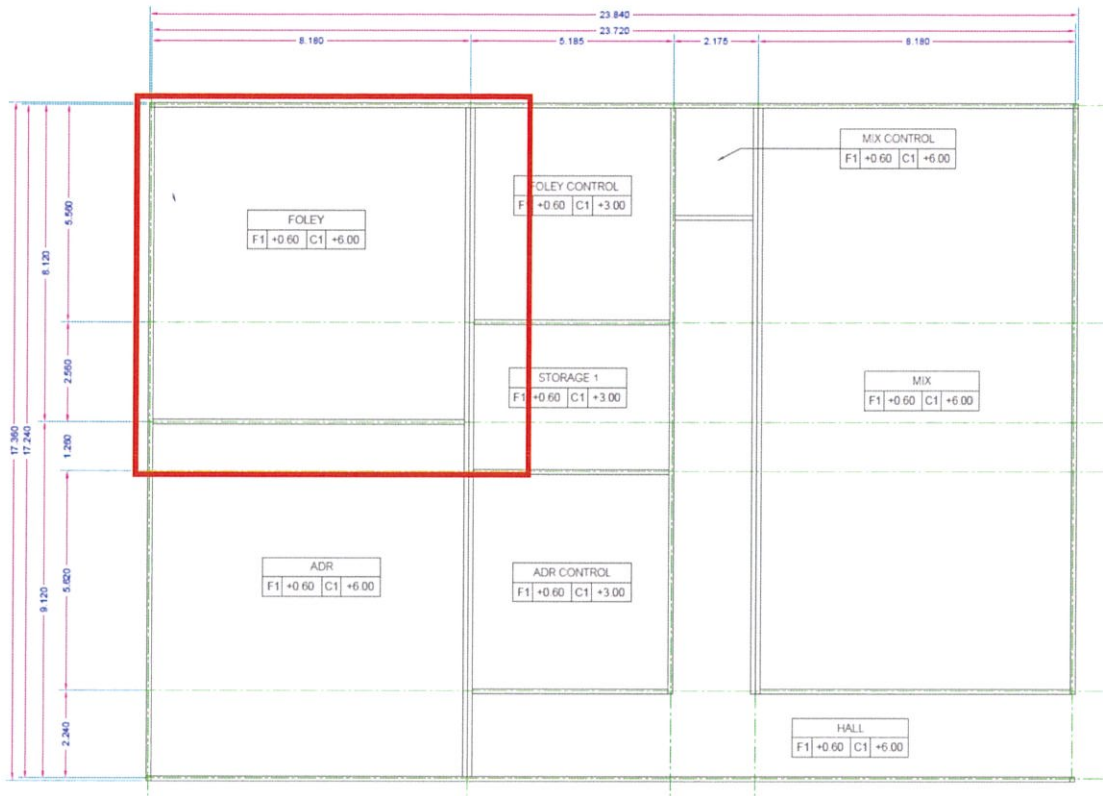 23.840
23.720
8.180 5.185 2.175 8.180
MIX CONTROL
F1 +0.60 C1 +6.00
FOLEY CONTROL
F1 +0.60 C1 +3.00
FOLEY
F1 +0.60 C1 +6.00
5.560
8.120
2.560
STORAGE 1
F1 +0.60 C1 +3.00
MIX
F1 +0.60 C1 +6.00
17.360
17.240
1.260
ADR
F1 +0.60 C1 +6.00
ADR CONTROL
F1 +0.60 C1 +3.00
5.620
9.120
2.240
HALL
F1 +0.60 C1 +6.00